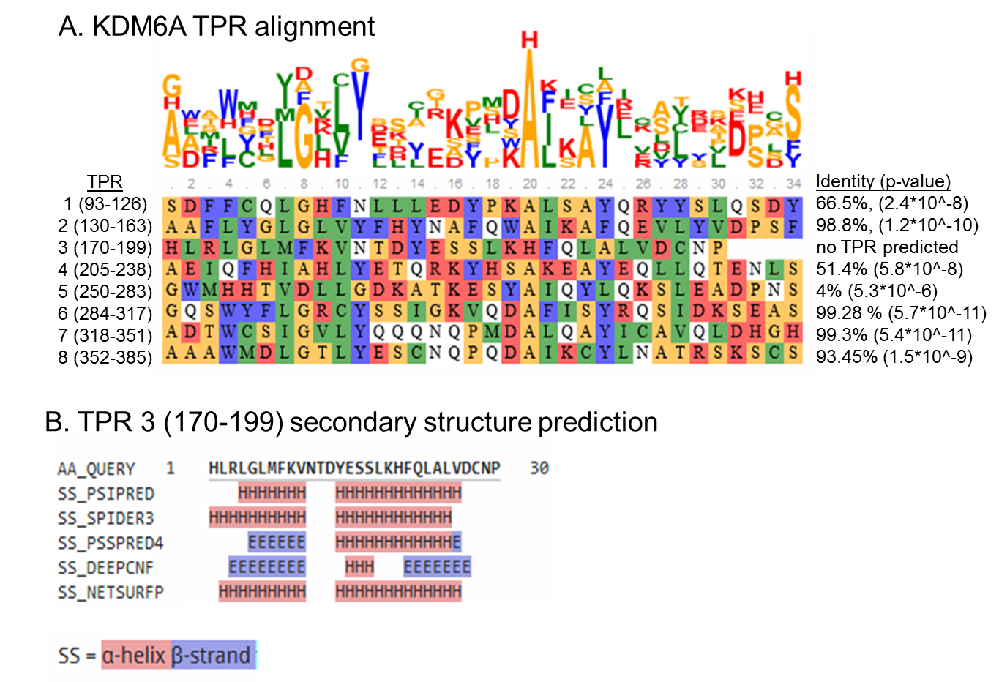 A. KDM6A TPR alignment
TPR
. 2 . 4 . 6 . 8 . 10 . 12 . 14 . 16 . 18 . 20 . 22 . 24 . 26 . 28 . 30 . 32 . 34
Identity (p-value)
1 (93-126) S D F F C Q L G H F N L L L E D Y P K A L S A Y Q R Y Y S L Q S D Y 66.5%, (2.4*10^-8)
2 (130-163) A A F L Y G L G L V Y F H Y N A F Q W A I K A F Q E V L Y V D P S F 98.8%, (1.2*10^-10)
3 (170-199) H L R L G L M F K V N T D Y E S S L K H F Q L A L V D C N P no TPR predicted
4 (205-238) A E I Q F H I A H L Y E T Q R K Y H S A K E A Y E Q L L Q T E N L S 51.4% (5.8*10^-8)
5 (250-283) G W M H H T V D L L G D K A T K E S Y A I Q Y L Q K S L E A D P N S 4% (5.3*10^-6)
6 (284-317) G Q S W Y F L G R C Y S S I G K V Q D A F I S Y R Q S I D K S E A S 99.28 % (5.7*10^-11)
7 (318-351) A D T W C S I G V L Y Q Q Q N Q P M D A L Q A Y I C A V Q L D H G H 99.3% (5.4*10^-11)
8 (352-385) A A A W M D L G T L Y E S C N Q P Q D A I K C Y L N A T R S K S C S 93.45% (1.5*10^-9)
B. TPR 3 (170-199) secondary structure prediction
AA_QUERY 1 HLRLGLMFKVNTDYESSLKHFQLALVDCNP 30
SS_PSIPRED HHHHHHH HHHHHHHHHHHHH
SS_SPIDER3 HHHHHHHHHH HHHHHHHHHHHH
SS_PSSPRED4 EEEEEE HHHHHHHHHHHHE
SS_DEEPCNF EEEEEEEE HHH EEEEEEE
SS_NETSURFP HHHHHHHHH HHHHHHHHHHHHH
SS = α-helix β-strand